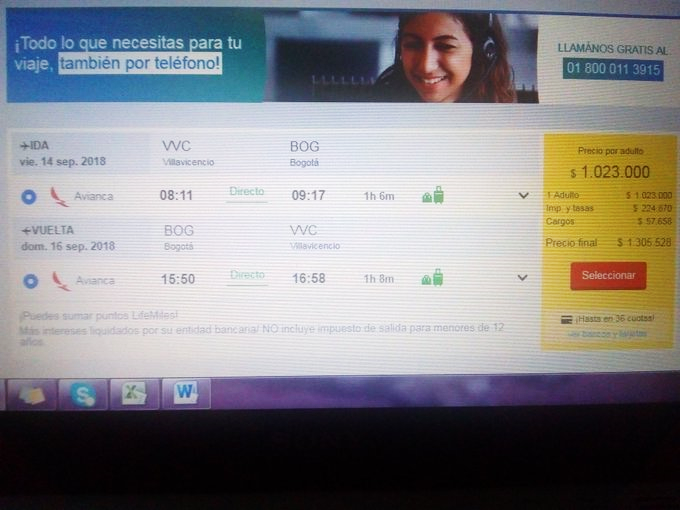 ¡Todo lo que necesitas para tu
viaje, también por teléfono!
LLAMÁNOS GRATIS AL
01 800 011 3915
IDA
vie. 14 sep. 2018
VVC
Villavicencio
BOG
Bogotá
Avianca
08:11
Directo
09:17
1h 6m
VUELTA
dom. 16 sep. 2018
BOG
Bogotá
VVC
Villavicencio
Avianca
15:50
Directo
16:58
1h 8m
¡Puedes sumar puntos LifeMiles!
Más intereses liquidados por su entidad bancaria/ NO incluye impuesto de salida para menores de 12
años.
Precio por adulto
$ 1.023.000
1 Adulto $ 1.023.000
Imp. y tasas $ 224.870
Cargos $ 57.658
Precio final $ 1.305.528
Seleccionar
¡Hasta en 36 cuotas!
Ver bancos y tarjetas